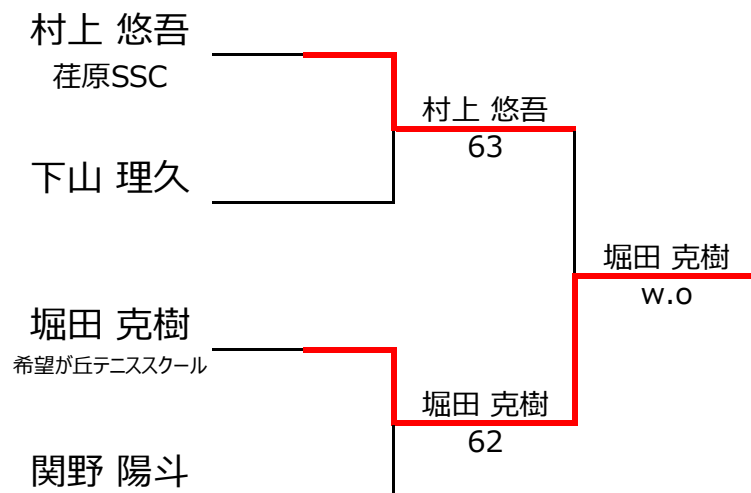 村上 悠吾
荏原SSC
村上 悠吾
63
下山 理久
堀田 克樹
w.o
堀田 克樹
希望が丘テニススクール
堀田 克樹
62
関野 陽斗